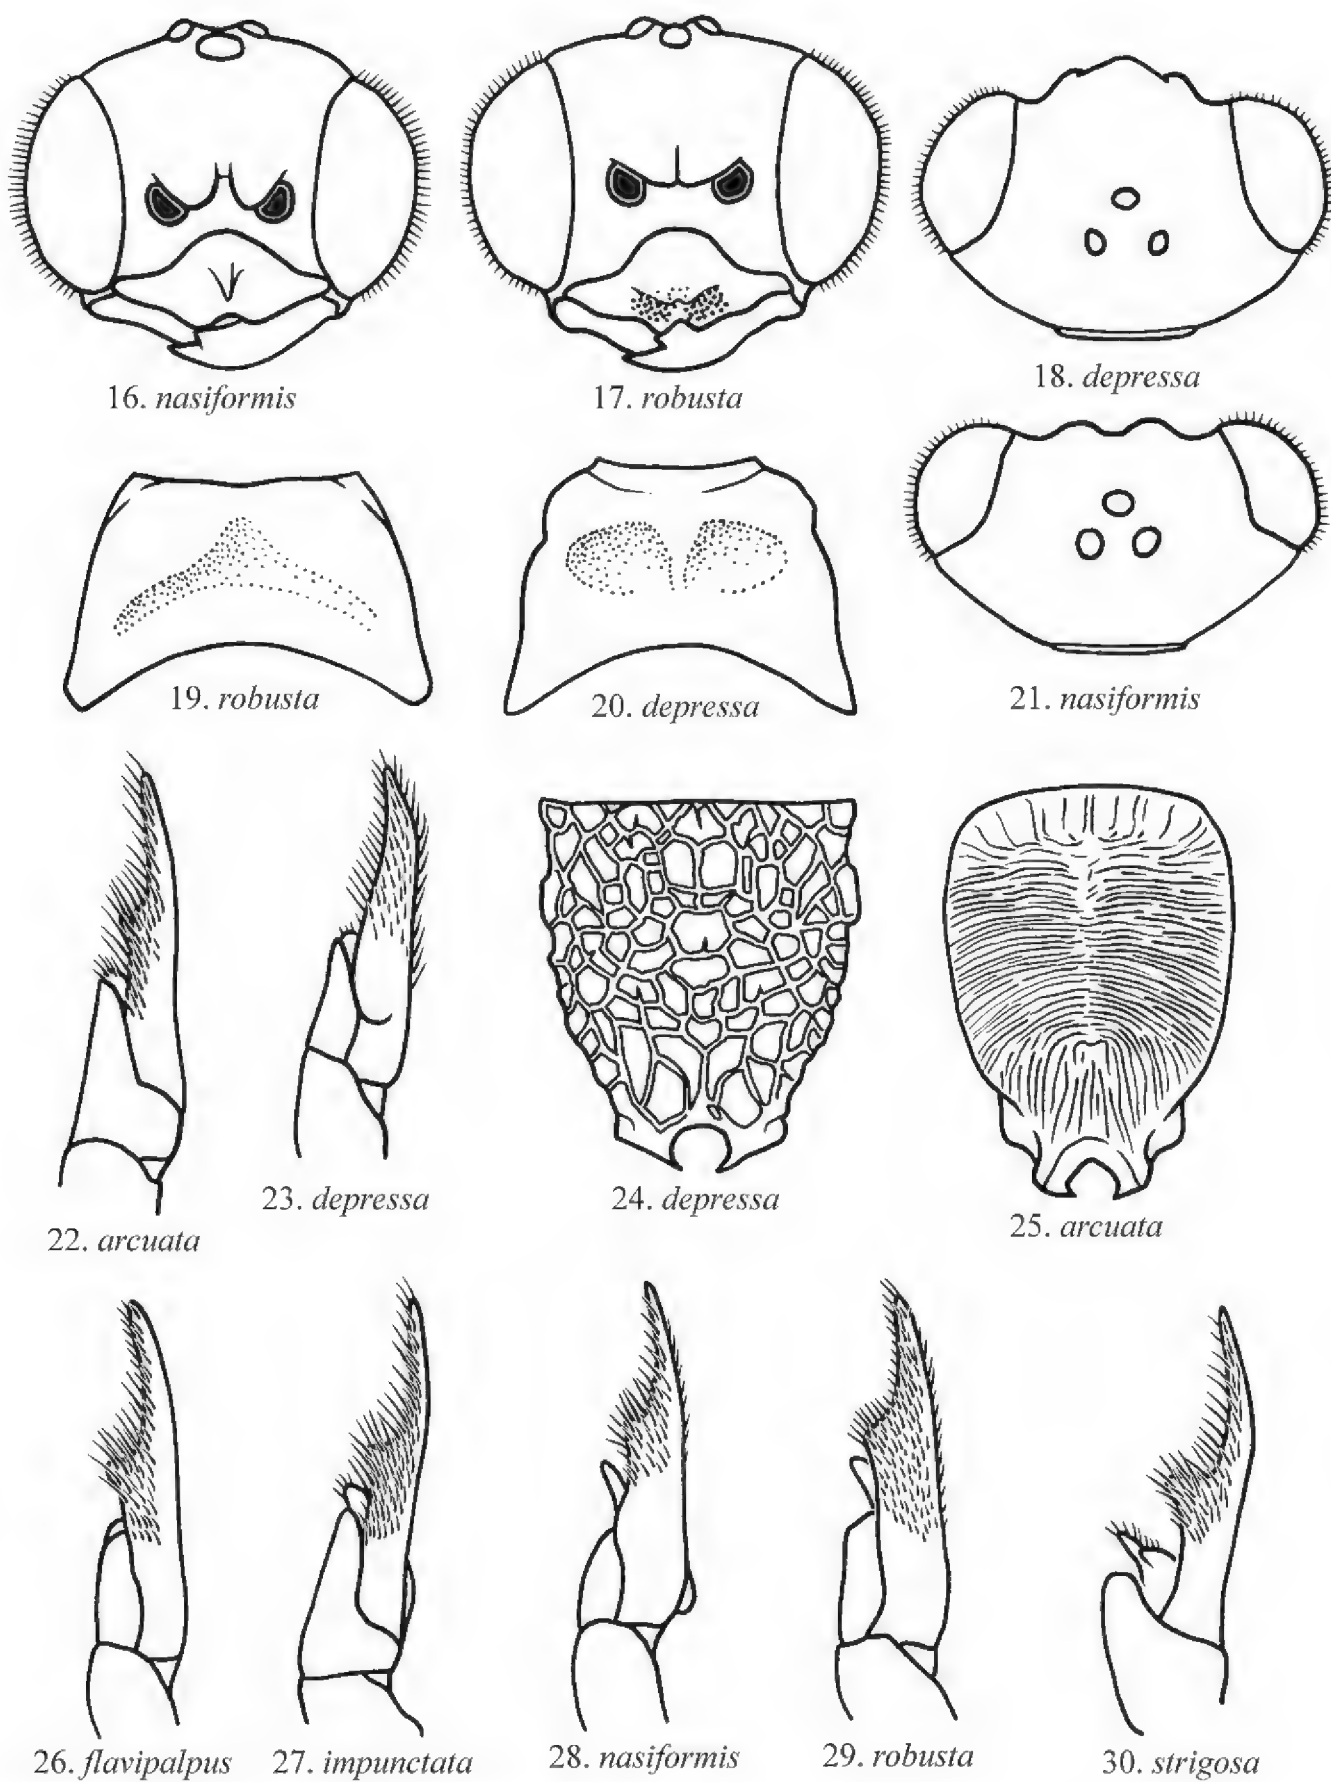 16. nasiformis
17. robusta
18. depressa
19. robusta
20. depressa
21. nasiformis
22. arcuata
23. depressa
24. depressa
25. arcuata
26. flavipalpus
27. impunctata
28. nasiformis
29. robusta
30. strigosa